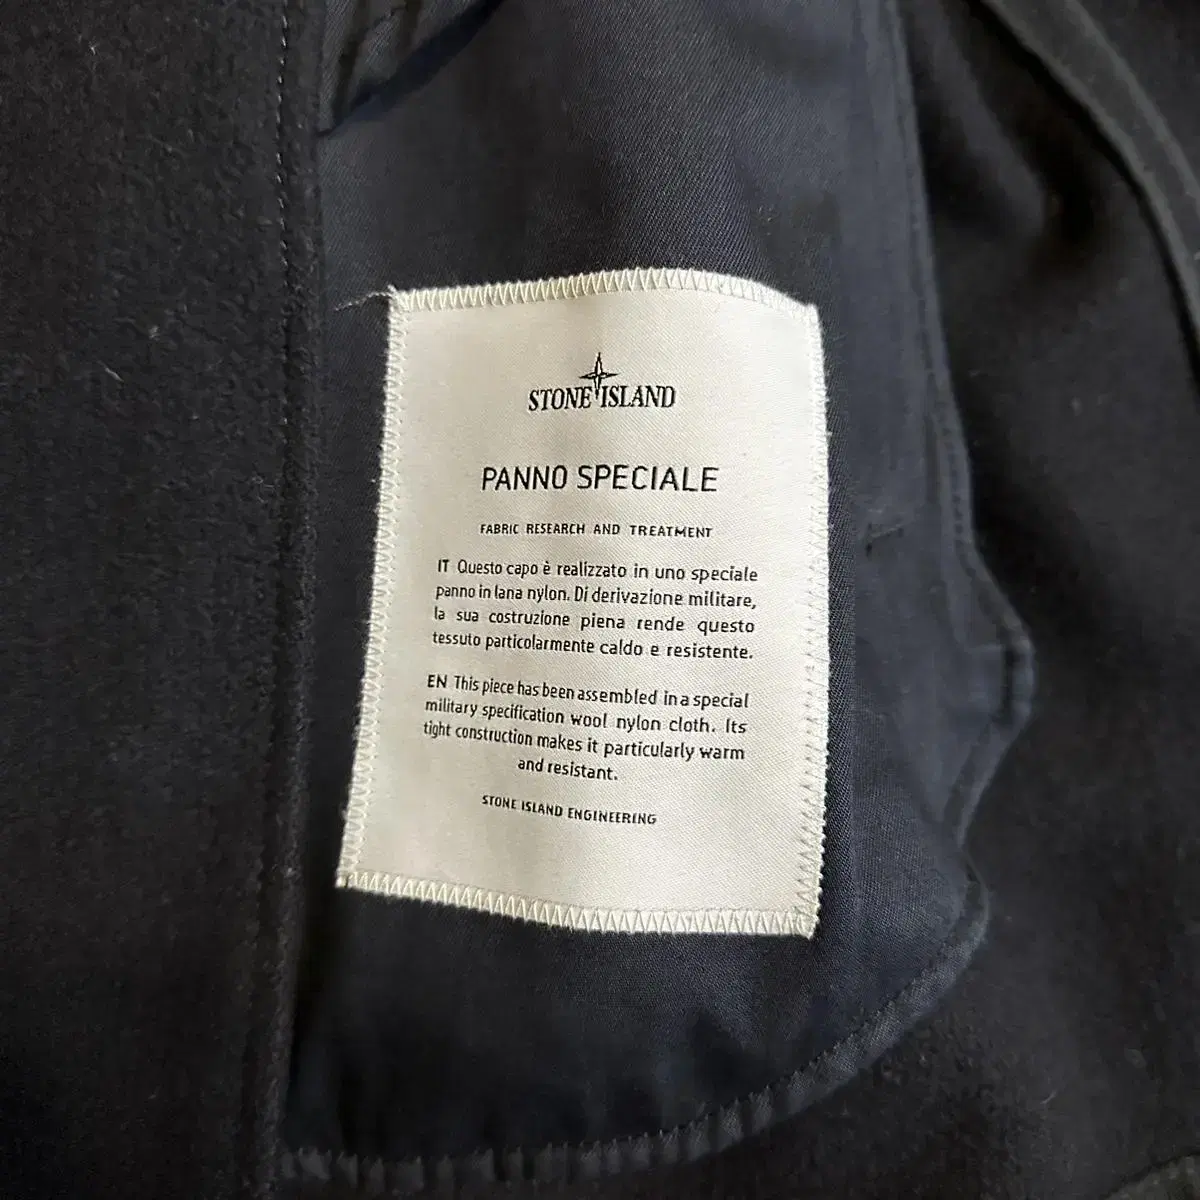 STONE ISLAND
PANNO SPECIALE
FABRIC RESEARCH AND TREATMENT
IT Questo capo è realizzato in uno speciale
panno in lana nylon. Di derivazione militare,
la sua costruzione piena rende questo
tessuto particolarmente caldo e resistente.
EN This piece has been assembled in a special
military specification wool nylon cloth. Its
tight construction makes it particularly warm
and resistant.
STONE ISLAND ENGINEERING